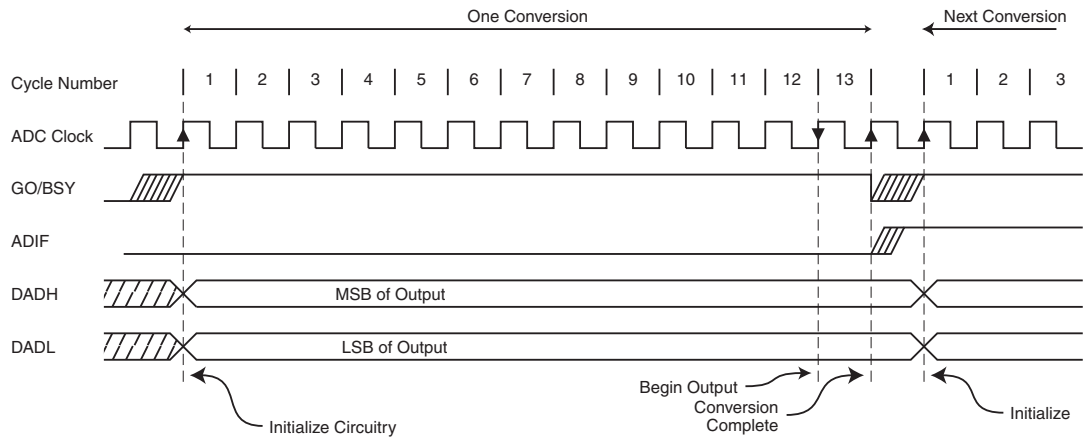 One Conversion
Next Conversion
Cycle Number
1 2 3 4 5 6 7 8 9 10 11 12 13 1 2 3
ADC Clock
GO/BSY
ADIF
DADH
MSB of Output
DADL
LSB of Output
Initialize Circuitry
Begin Output
Conversion
Complete
Initialize